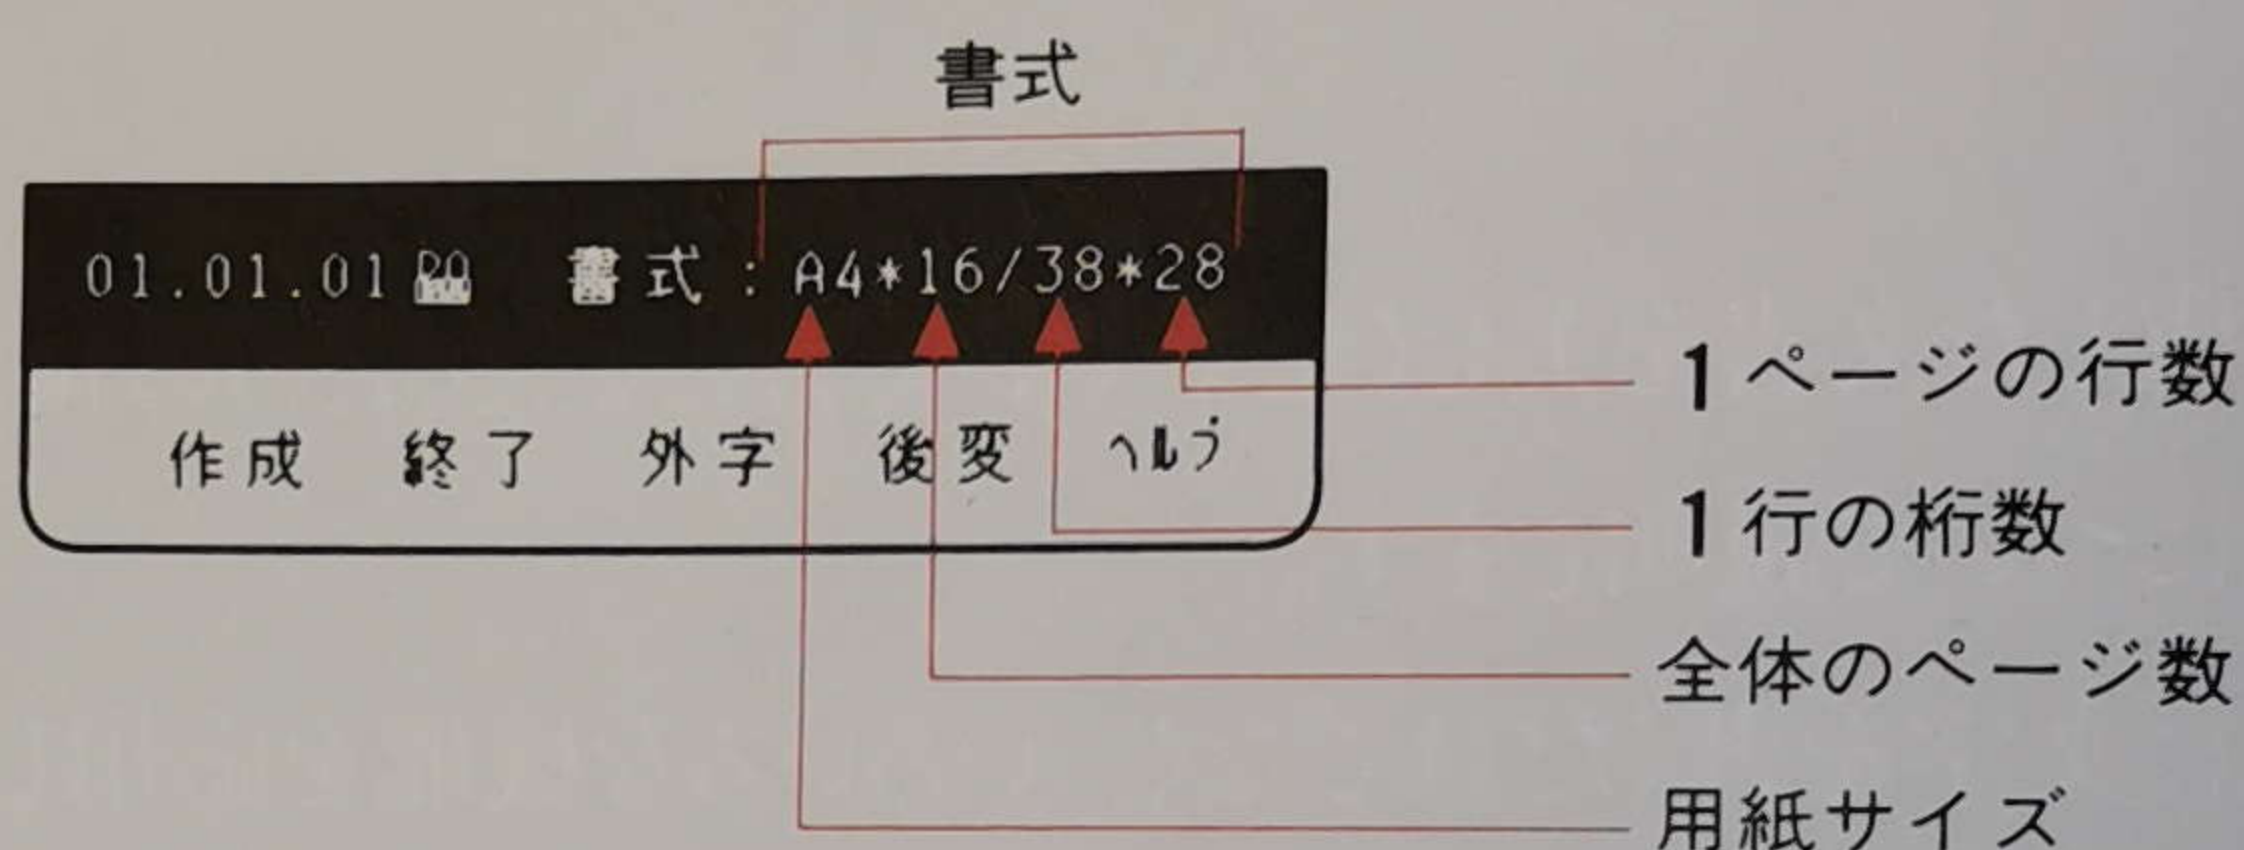 書式
01.01.01 書式:A4*16/38*28
作成 終了 外字 後変 ヘルプ
1ページの行数
1行の桁数
全体のページ数
用紙サイズ